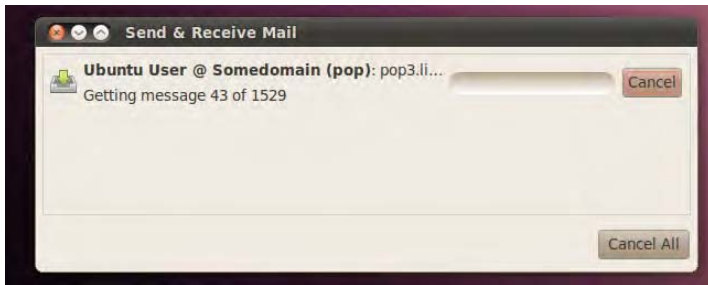 Send & Receive Mail
Ubuntu User @ Somedomain (pop): pop3.li...
Getting message 43 of 1529
Cancel
Cancel All